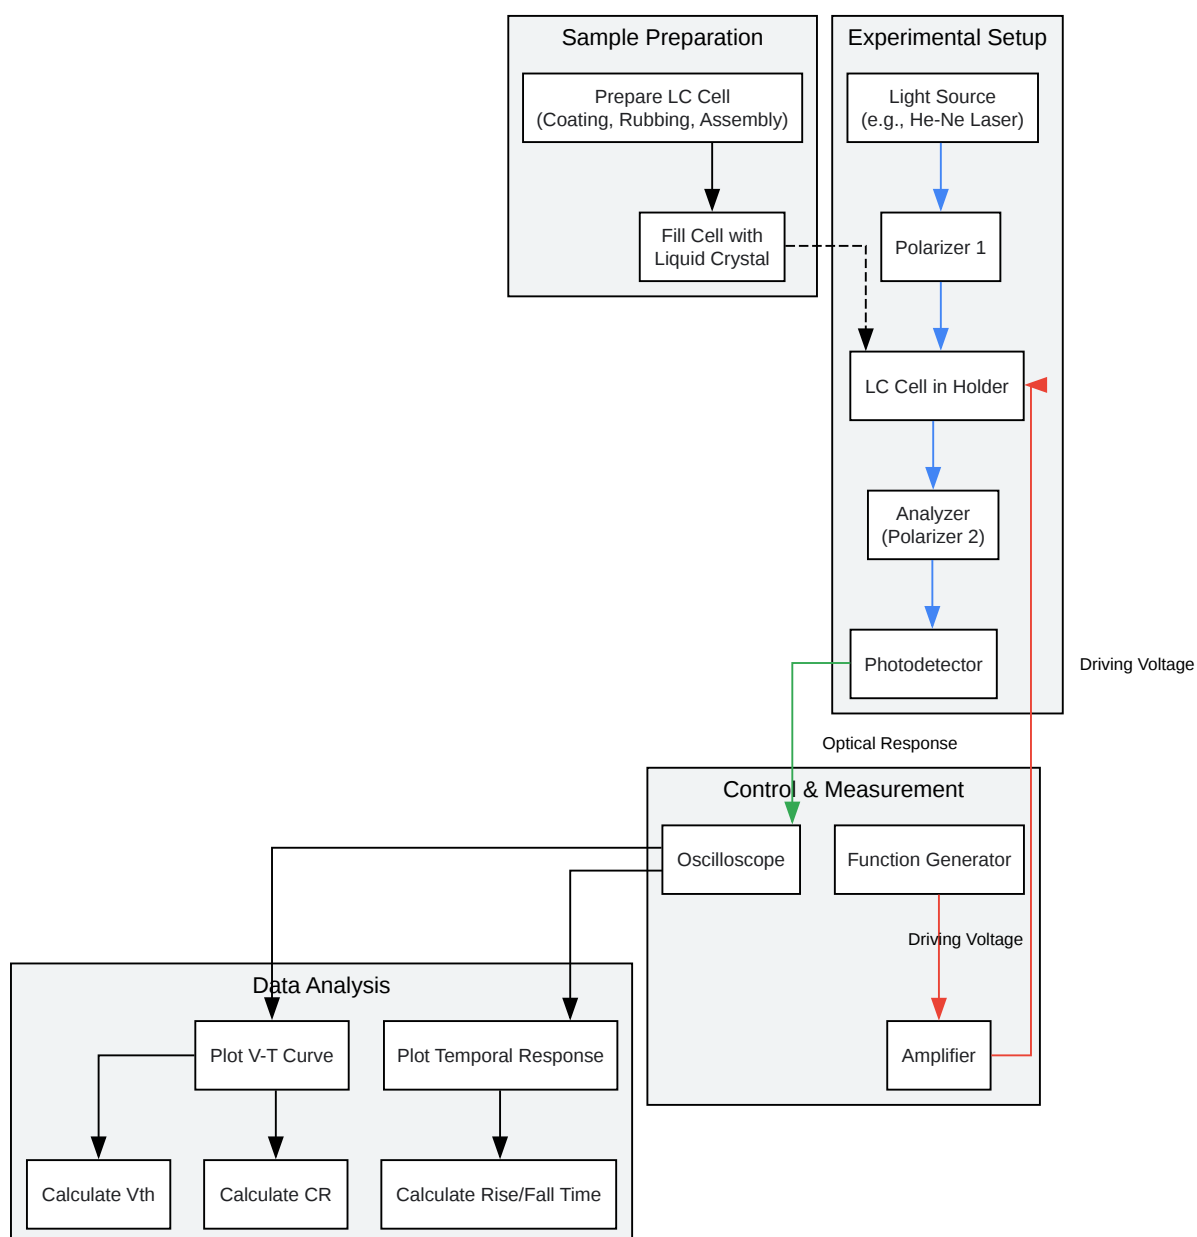 Sample Preparation
Prepare LC Cell
(Coating, Rubbing, Assembly)
Fill Cell with
Liquid Crystal
Experimental Setup
Light Source
(e.g., He-Ne Laser)
Polarizer 1
LC Cell in Holder
Analyzer
(Polarizer 2)
Photodetector
Driving Voltage
Optical Response
Control & Measurement
Oscilloscope
Function Generator
Driving Voltage
Amplifier
Data Analysis
Plot V-T Curve
Plot Temporal Response
Calculate Vth
Calculate CR
Calculate Rise/Fall Time